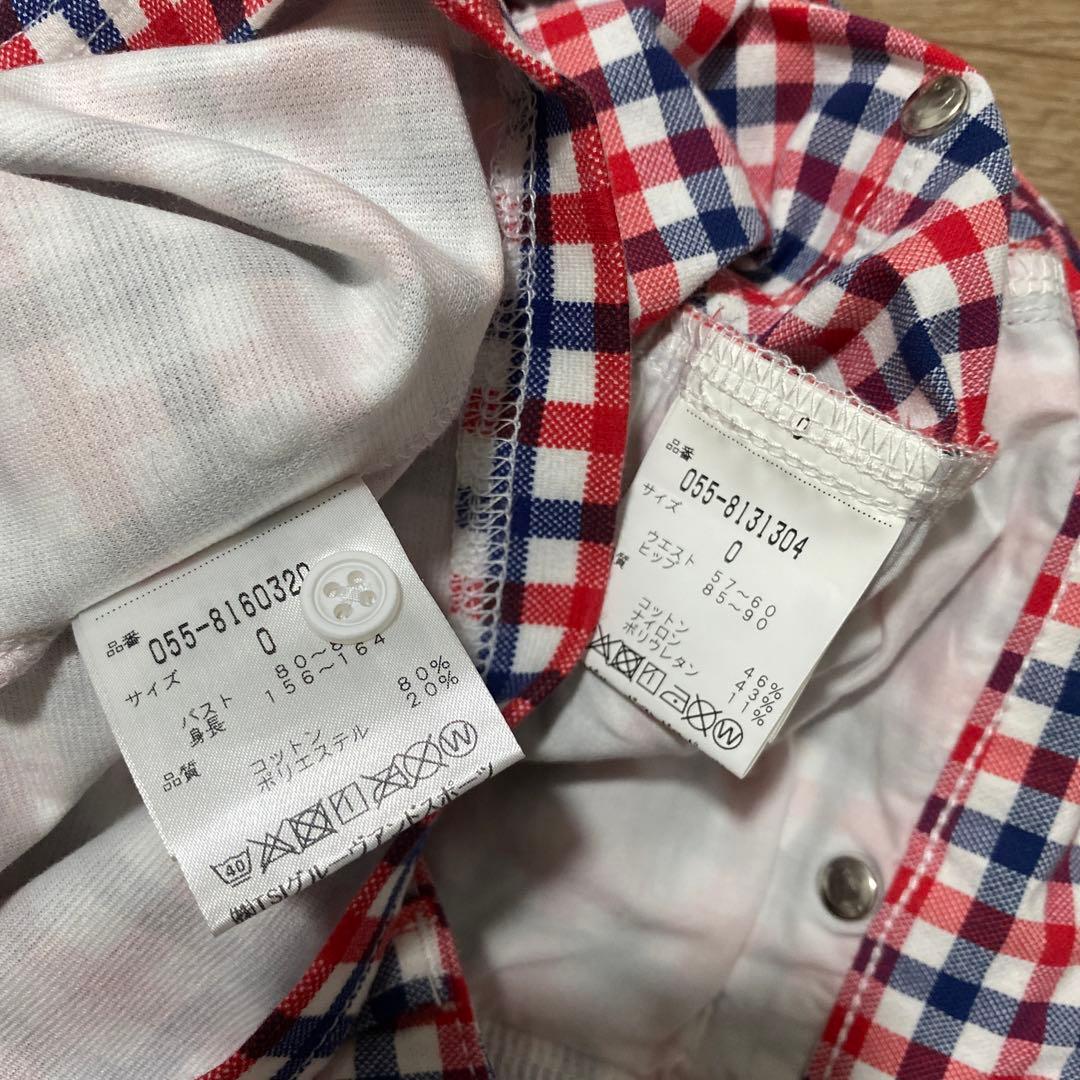 品番
055-8160320
サイズ 0
バスト 80~8
身長 156~164
品質 コットン 80%
ポリエステル 20%
40
W
㈱TSIグルーヴァンドスポーツ
0
品番
055-8131304
サイズ 0
ウエスト 57~60
ヒップ 85~90
質
コットン 46%
ナイロン 43%
ポリウレタン 11%
W